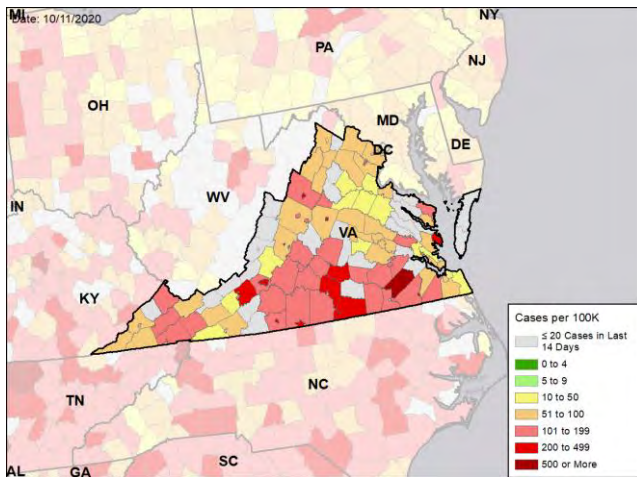 MI
Date: 10/11/2020
NY
PA
NJ
OH
MD
DE
DC
IN
WV
VA
KY
TN
NC
AL
GA
SC
Cases per 100K
≤ 20 Cases in Last
14 Days
0 to 4
5 to 9
10 to 50
51 to 100
101 to 199
200 to 499
500 or More